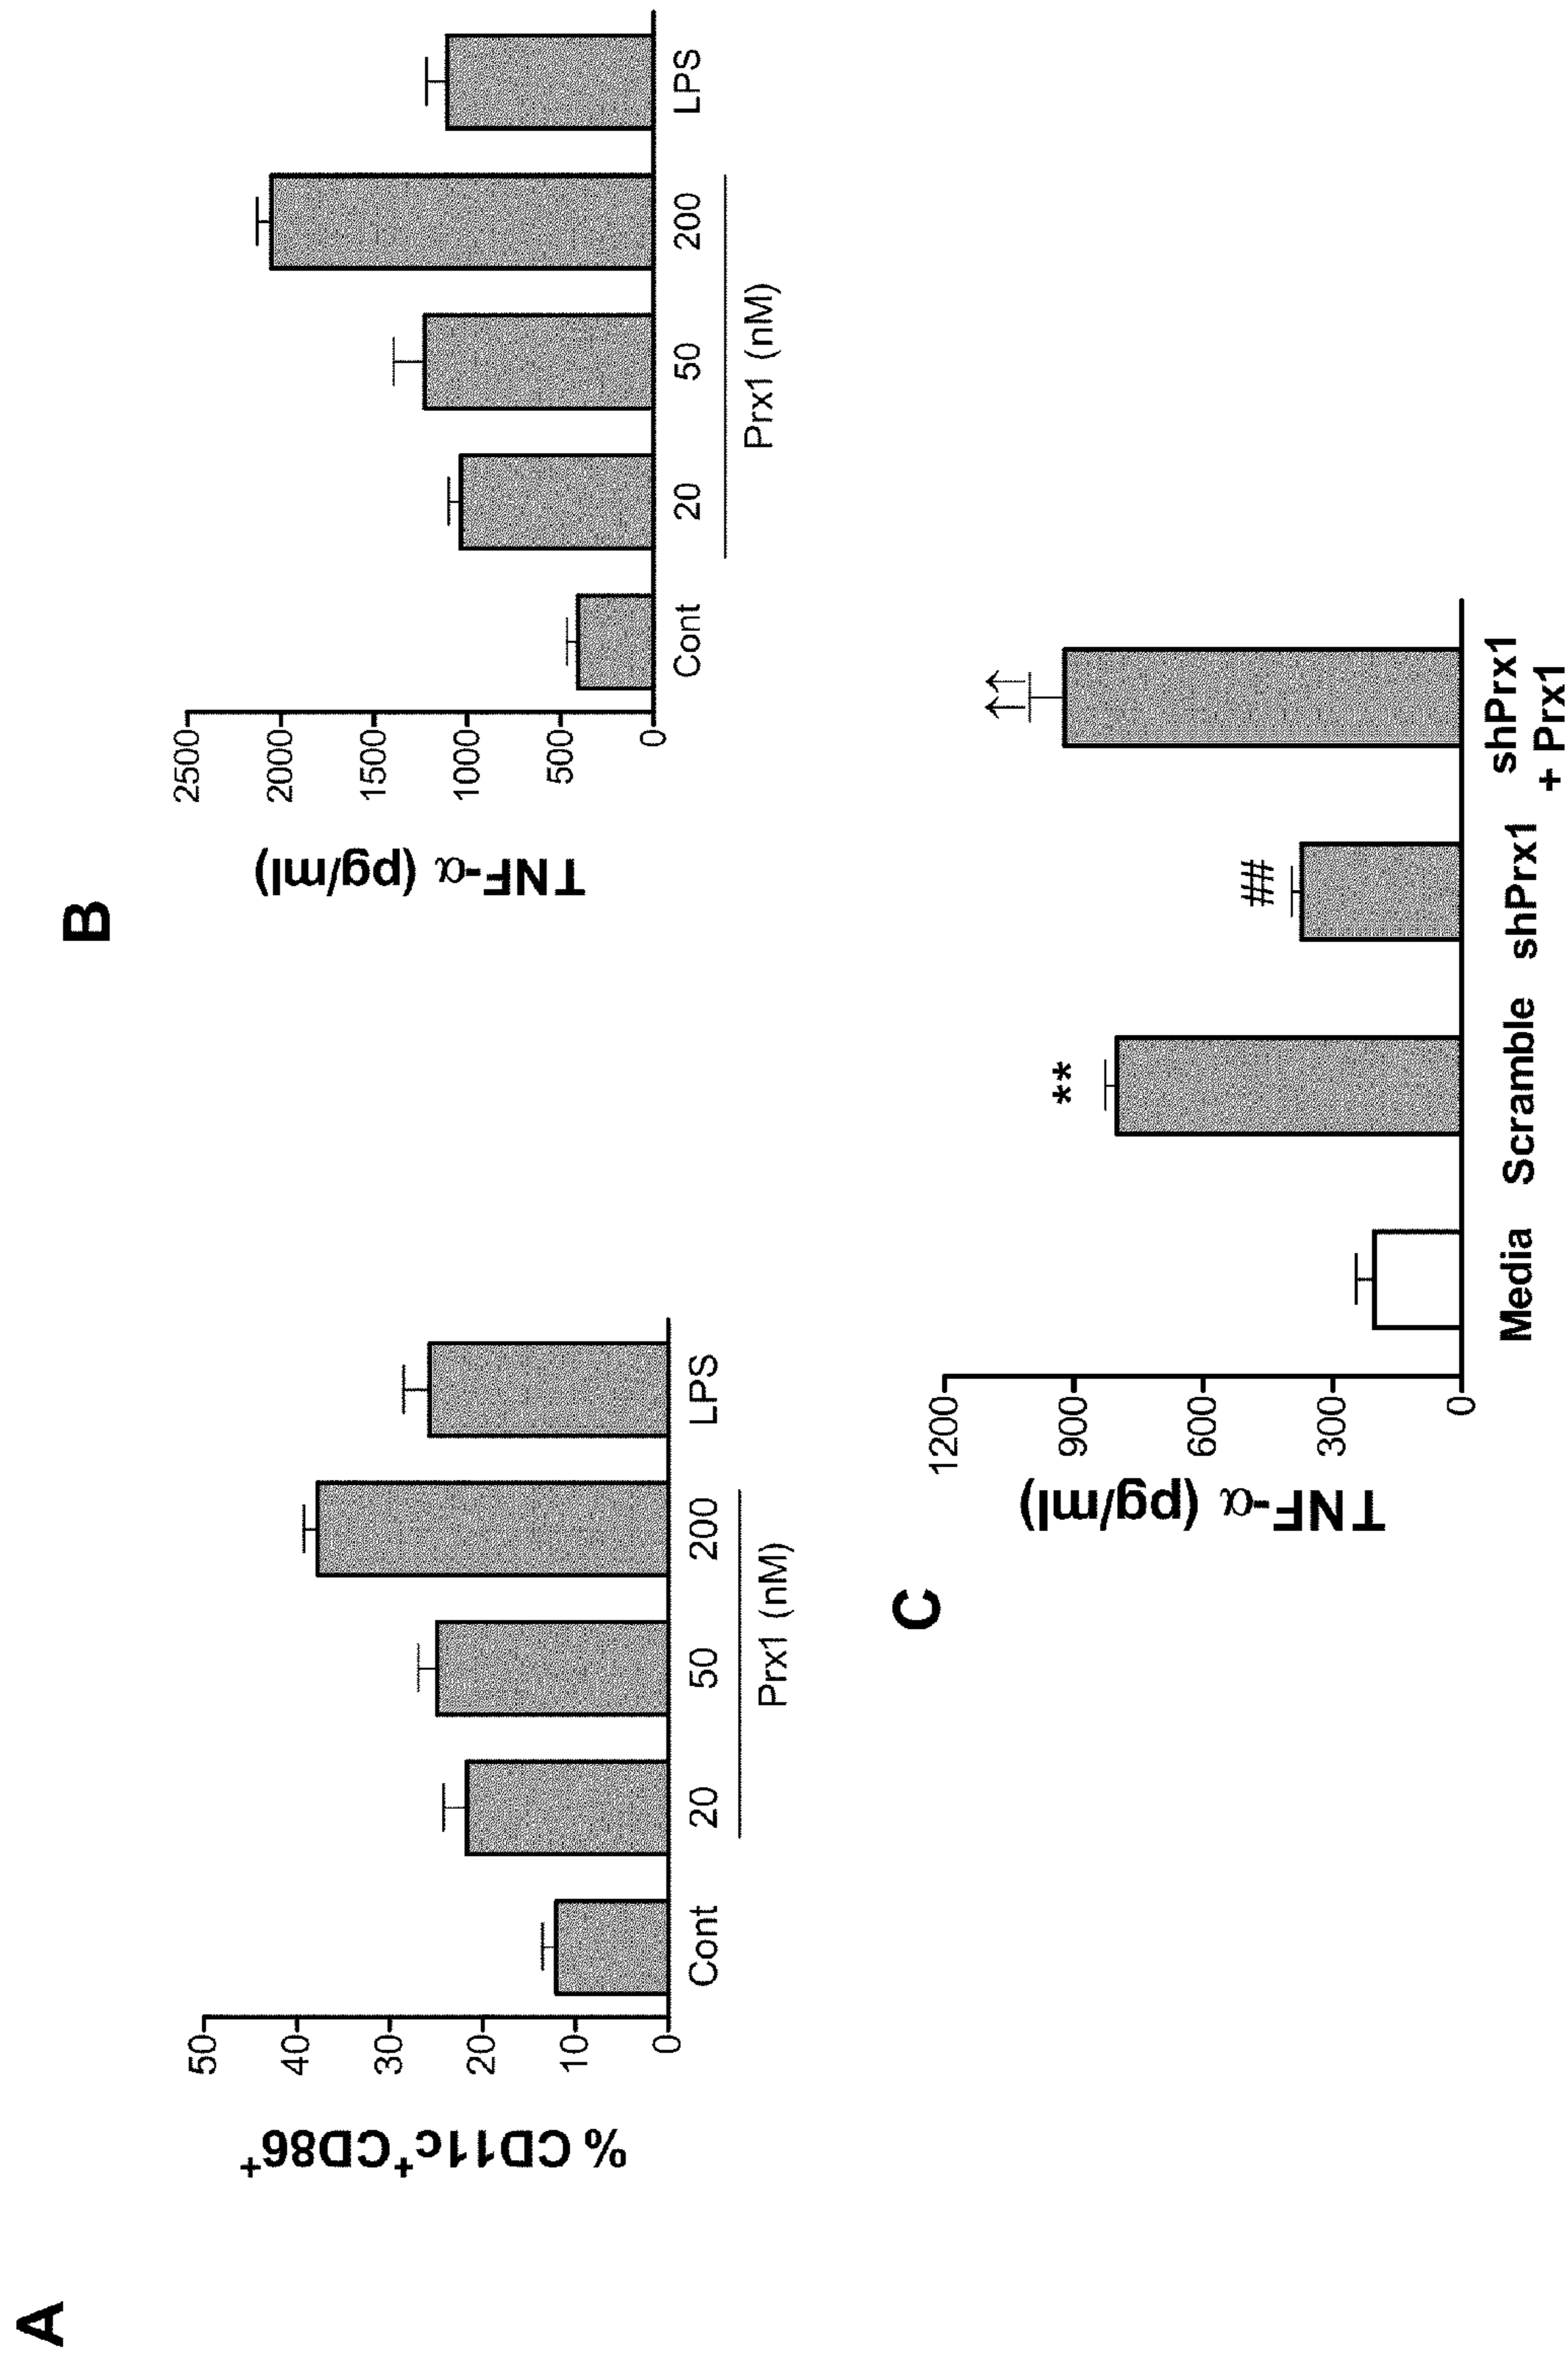 A
% CD11c+CD86+
50
40
30
20
10
0
Cont
20
50
200
LPS
Prx1 (nM)
B
TNF-α (pg/ml)
2500
2000
1500
1000
500
0
Cont
20
50
200
LPS
Prx1 (nM)
C
TNF-α (pg/ml)
1200
900
600
300
0
**
##
↑↑
Media
Scramble
shPrx1
shPrx1
+ Prx1